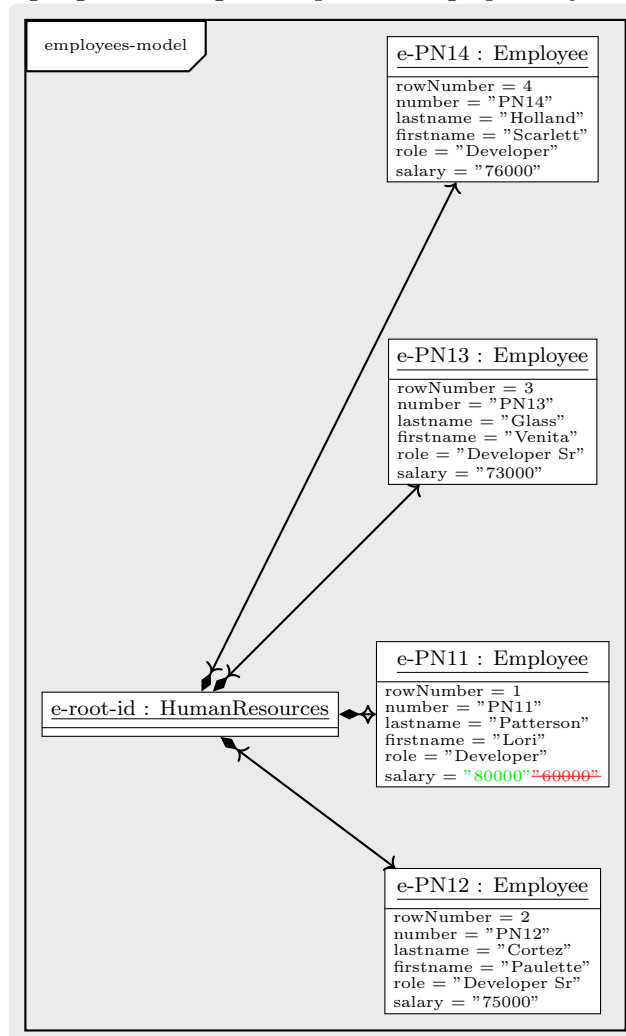 employees-model
e-PN14 : Employee
rowNumber = 4
number = ”PN14”
lastname = ”Holland”
firstname = ”Scarlett”
role = ”Developer”
salary = ”76000”
e-PN13 : Employee
rowNumber = 3
number = ”PN13”
lastname = ”Glass”
firstname = ”Venita”
role = ”Developer Sr”
salary = ”73000”
e-root-id : HumanResources
e-PN11 : Employee
rowNumber = 1
number = ”PN11”
lastname = ”Patterson”
firstname = ”Lori”
role = ”Developer”
salary = ”80000””60000”
e-PN12 : Employee
rowNumber = 2
number = ”PN12”
lastname = ”Cortez”
firstname = ”Paulette”
role = ”Developer Sr”
salary = ”75000”